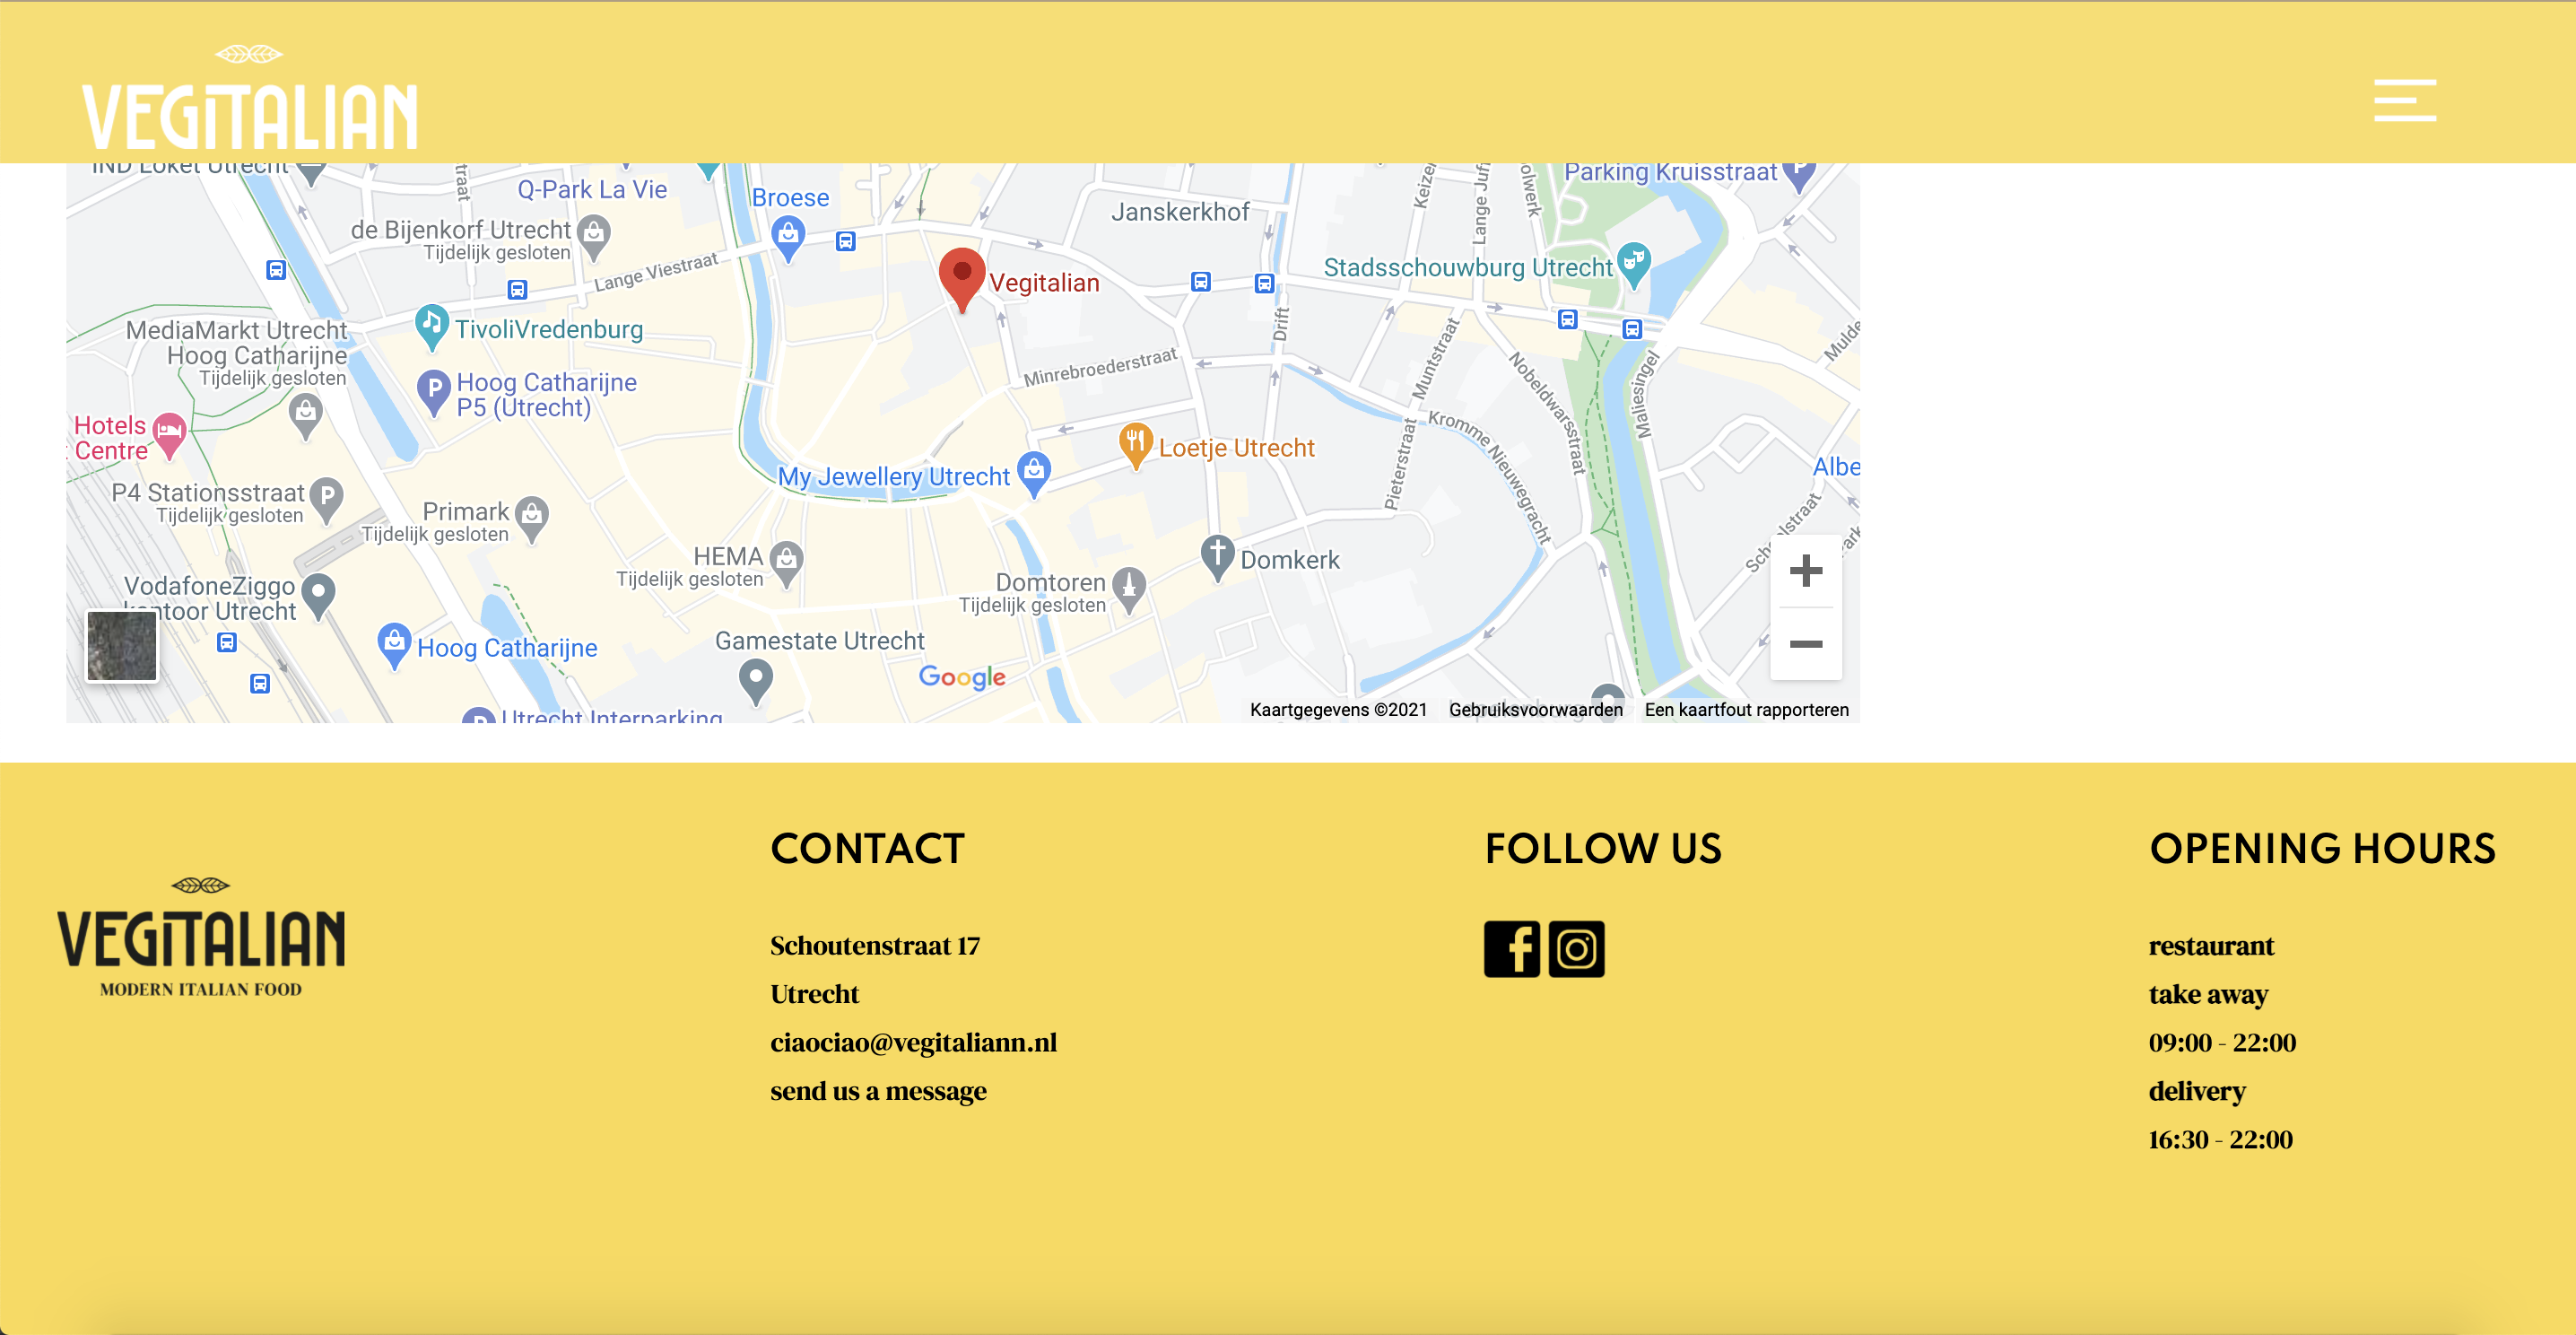 VEGiTALIAN
IND Loket Utrecht
Q-Park La Vie
Broese
Janskerkhof
Parking Kruisstraat
de Bijenkorf Utrecht
Tijdelijk gesloten
Lange Viestraat
Vegitalian
Stadsschouwburg Utrecht
MediaMarkt Utrecht
Hoog Catharijne
Tijdelijk gesloten
TivoliVredenburg
Drift
Minrebroederstraat
Muntstraat
Nobeldwarsstraat
Maliesingel
Hoog Catharijne
P5 (Utrecht)
Hotels
Centre
Loetje Utrecht
Pieterstraat
Kromme Nieuwegracht
Albe
My Jewellery Utrecht
P4 Stationsstraat
Tijdelijk gesloten
Primark
Tijdelijk gesloten
HEMA
Tijdelijk gesloten
Domkerk
Domtoren
Tijdelijk gesloten
VodafoneZiggo
kantoor Utrecht
Hoog Catharijne
Gamestate Utrecht
Google
Utrecht Interparking
Kaartgegevens ©2021 Gebruiksvoorwaarden Een kaartfout rapporteren
VEGiTALIAN
MODERN ITALIAN FOOD
CONTACT
Schoutenstraat 17
Utrecht
ciaociao@vegitaliann.nl
send us a message
FOLLOW US
OPENING HOURS
restaurant
take away
09:00 - 22:00
delivery
16:30 - 22:00